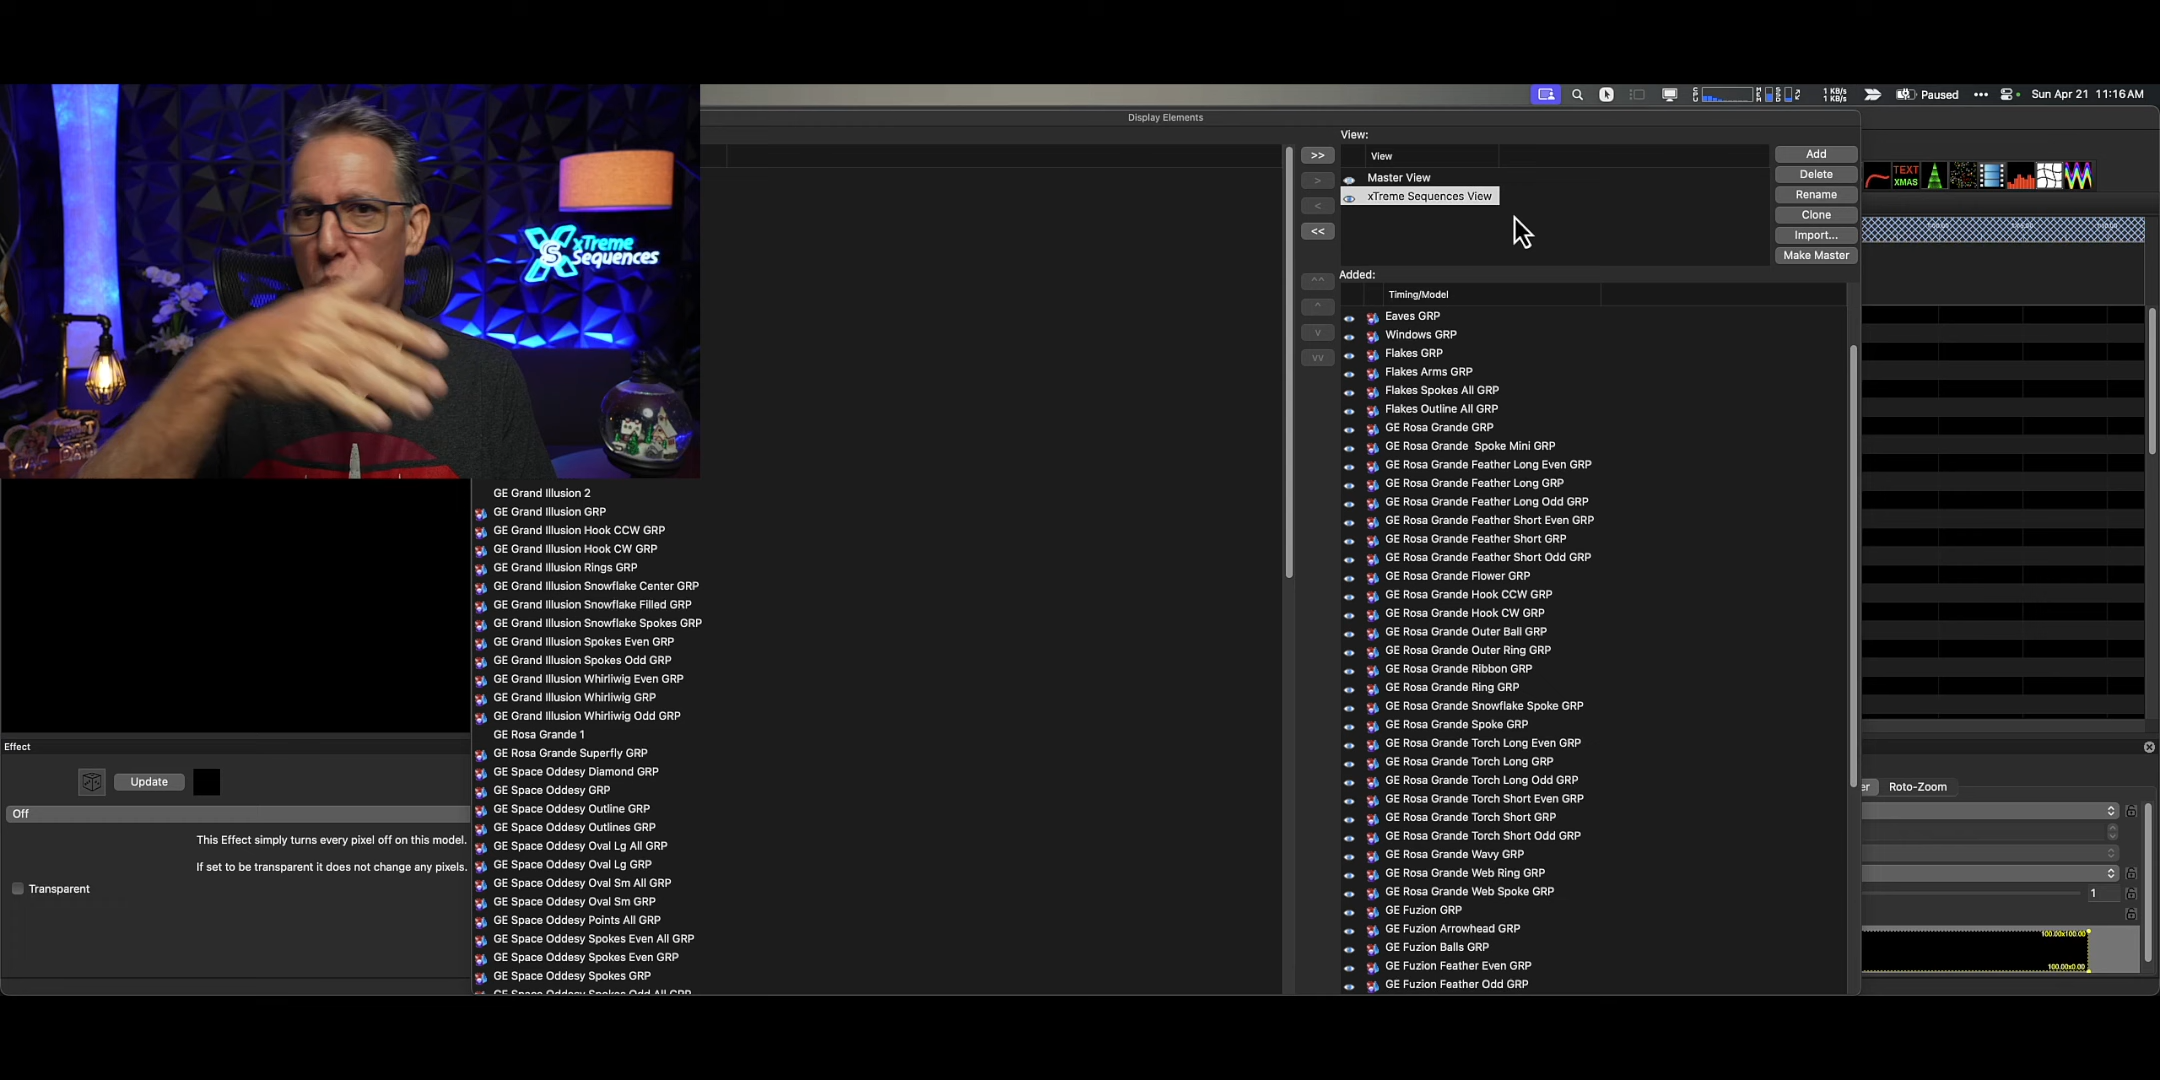 1 KB/s
1 KB/s
Paused
Sun Apr 21 11:16 AM
Display Elements
xTreme
Sequences
S
View:
View
Master View
xTreme Sequences View
>>
>
<
<<
^^
^
v
vv
Add
Delete
Rename
Clone
Import...
Make Master
TEXT
XMAS
Added:
Timing/Model
Eaves GRP
Windows GRP
Flakes GRP
Flakes Arms GRP
Flakes Spokes All GRP
Flakes Outline All GRP
GE Rosa Grande GRP
GE Rosa Grande  Spoke Mini GRP
GE Rosa Grande Feather Long Even GRP
GE Rosa Grande Feather Long GRP
GE Rosa Grande Feather Long Odd GRP
GE Rosa Grande Feather Short Even GRP
GE Rosa Grande Feather Short GRP
GE Rosa Grande Feather Short Odd GRP
GE Rosa Grande Flower GRP
GE Rosa Grande Hook CCW GRP
GE Rosa Grande Hook CW GRP
GE Rosa Grande Outer Ball GRP
GE Rosa Grande Outer Ring GRP
GE Rosa Grande Ribbon GRP
GE Rosa Grande Ring GRP
GE Rosa Grande Snowflake Spoke GRP
GE Rosa Grande Spoke GRP
GE Rosa Grande Torch Long Even GRP
GE Rosa Grande Torch Long GRP
GE Rosa Grande Torch Long Odd GRP
GE Rosa Grande Torch Short Even GRP
GE Rosa Grande Torch Short GRP
GE Rosa Grande Torch Short Odd GRP
GE Rosa Grande Wavy GRP
GE Rosa Grande Web Ring GRP
GE Rosa Grande Web Spoke GRP
GE Fuzion GRP
GE Fuzion Arrowhead GRP
GE Fuzion Balls GRP
GE Fuzion Feather Even GRP
GE Fuzion Feather Odd GRP
GE Grand Illusion 2
GE Grand Illusion GRP
GE Grand Illusion Hook CCW GRP
GE Grand Illusion Hook CW GRP
GE Grand Illusion Rings GRP
GE Grand Illusion Snowflake Center GRP
GE Grand Illusion Snowflake Filled GRP
GE Grand Illusion Snowflake Spokes GRP
GE Grand Illusion Spokes Even GRP
GE Grand Illusion Spokes Odd GRP
GE Grand Illusion Whirliwig Even GRP
GE Grand Illusion Whirliwig GRP
GE Grand Illusion Whirliwig Odd GRP
GE Rosa Grande 1
GE Rosa Grande Superfly GRP
GE Space Oddesy Diamond GRP
GE Space Oddesy GRP
GE Space Oddesy Outline GRP
GE Space Oddesy Outlines GRP
GE Space Oddesy Oval Lg All GRP
GE Space Oddesy Oval Lg GRP
GE Space Oddesy Oval Sm All GRP
GE Space Oddesy Oval Sm GRP
GE Space Oddesy Points All GRP
GE Space Oddesy Spokes Even All GRP
GE Space Oddesy Spokes Even GRP
GE Space Oddesy Spokes GRP
GE Space Oddesy Spokes Odd All GRP
Effect
Update
Off
This Effect simply turns every pixel off on this model.
If set to be transparent it does not change any pixels.
Transparent
er
Roto-Zoom
1
100.00x100.00
100.00x0.00